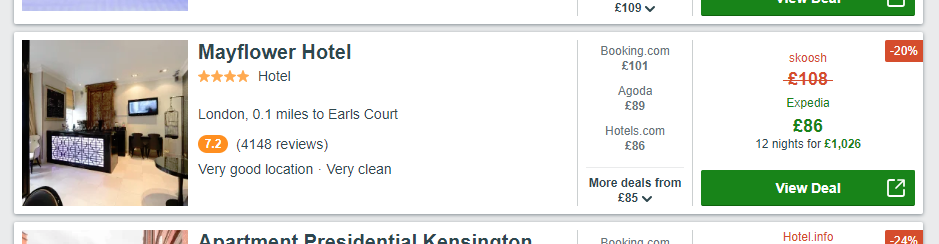 £109
View Deal
Mayflower Hotel
Hotel
London, 0.1 miles to Earls Court
7.2 (4148 reviews)
Very good location · Very clean
Booking.com
£101
Agoda
£89
Hotels.com
£86
More deals from
£85
-20%
skoosh
£108
Expedia
£86
12 nights for £1,026
View Deal
Apartment Presidential Kensington
Booking.com
Hotel.info
-24%